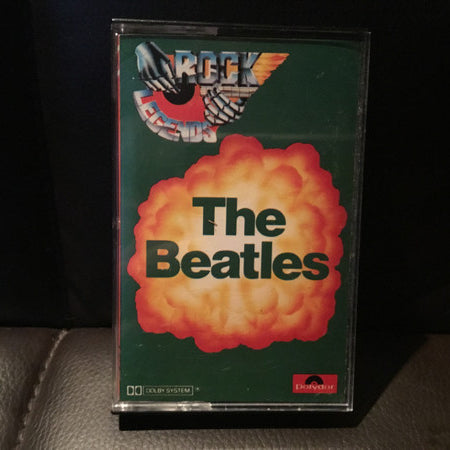 ROCK
LEGENDS
The
Beatles
DOLBY SYSTEM
polydor